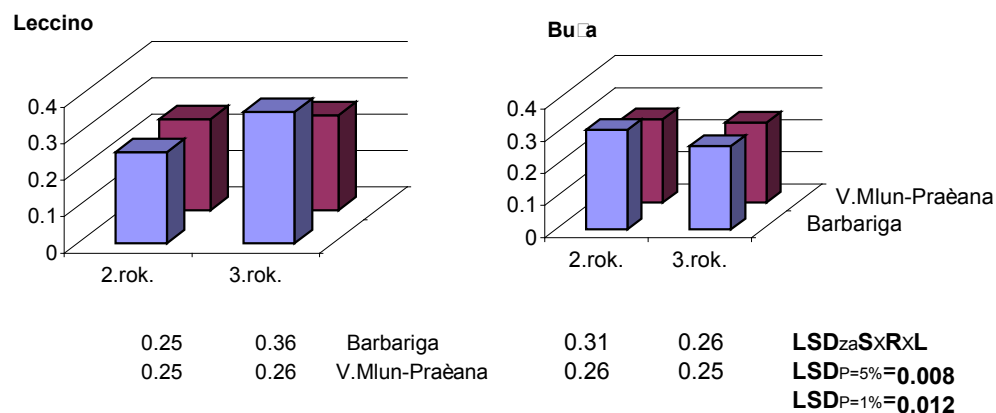 Leccino
0.4
0.3
0.2
0.1
0
2.rok. 3.rok.
Bu□a
0.4
0.3
0.2
0.1
0
2.rok. 3.rok.
V.Mlun-Praèana
Barbariga
0.25 0.36 Barbariga
0.25 0.26 V.Mlun-Praèana
0.31 0.26 LSDzaSXRXL
0.26 0.25 LSDP=5%=0.008
LSDP=1%=0.012